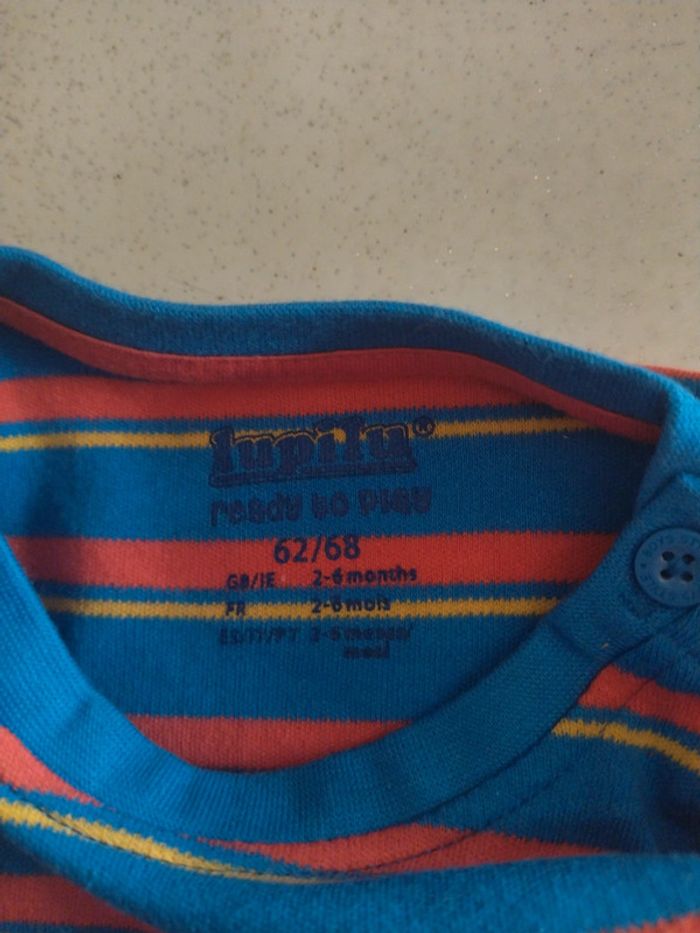 lupilu®
ready to play
62/68
GB/IE 2-6 months
FR 2-6 mois
ES/IT/PT 2-6 meses/
mesi